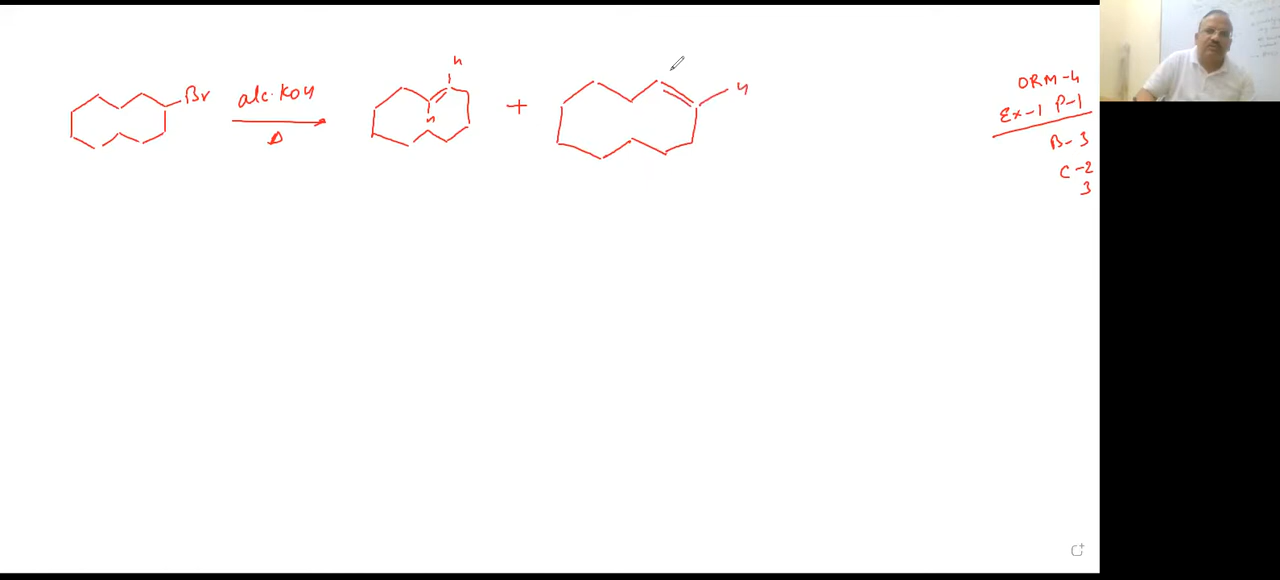 Br
alc. KOH
Δ
H
H
+
H
ORM-4
Ex-1 P-1
B-3
C-2
3